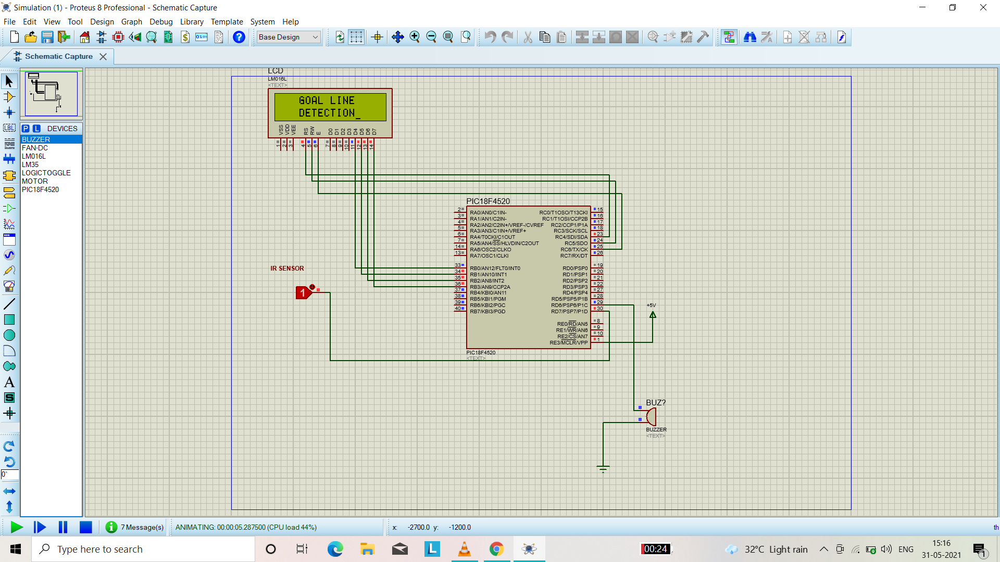 Simulation (1) - Proteus 8 Professional - Schematic Capture
File Edit View Tool Design Graph Debug Library Template System Help
Base Design
Schematic Capture
P L DEVICES
BUZZER
FAN-DC
LM016L
LM35
LOGICTOGGLE
MOTOR
PIC18F4520
LBL
A
S
0°
LCD
LM016L
<TEXT>
GOAL LINE
DETECTION_
VSS VDD VEE RS RW E D0 D1 D2 D3 D4 D5 D6 D7
1 2 3 4 5 6 7 8 9 10 11 12 13 14
PIC18F4520
2 RA0/AN0/C1IN- RC0/T1OSO/T13CKI 15
3 RA1/AN1/C2IN- RC1/T1OSI/CCP2B 16
4 RA2/AN2/C2IN+/VREF-/CVREF RC2/CCP1/P1A 17
5 RA3/AN3/C1IN+/VREF+ RC3/SCK/SCL 18
6 RA4/T0CKI/C1OUT RC4/SDI/SDA 23
7 RA5/AN4/SS/HLVDIN/C2OUT RC5/SDO 24
14 RA6/OSC2/CLKO RC6/TX/CK 25
13 RA7/OSC1/CLKI RC7/RX/DT 26
33 RB0/AN12/FLT0/INT0 RD0/PSP0 19
34 RB1/AN10/INT1 RD1/PSP1 20
35 RB2/AN8/INT2 RD2/PSP2 21
36 RB3/AN9/CCP2A RD3/PSP3 22
37 RB4/KBI0/AN11 RD4/PSP4 27
38 RB5/KBI1/PGM RD5/PSP5/P1B 28
39 RB6/KBI2/PGC RD6/PSP6/P1C 29
40 RB7/KBI3/PGD RD7/PSP7/P1D 30
RE0/RD/AN5 8
RE1/WR/AN6 9
RE2/CS/AN7 10
RE3/MCLR/VPP 1
PIC18F4520
<TEXT>
IR SENSOR
1
+5V
BUZ?
BUZZER
<TEXT>
7 Message(s) ANIMATING: 00:00:05.287500 (CPU load 44%) x: -2700.0 y: -1200.0 th
Type here to search
L
00:24
32°C Light rain
ENG
15:16
31-05-2021
1